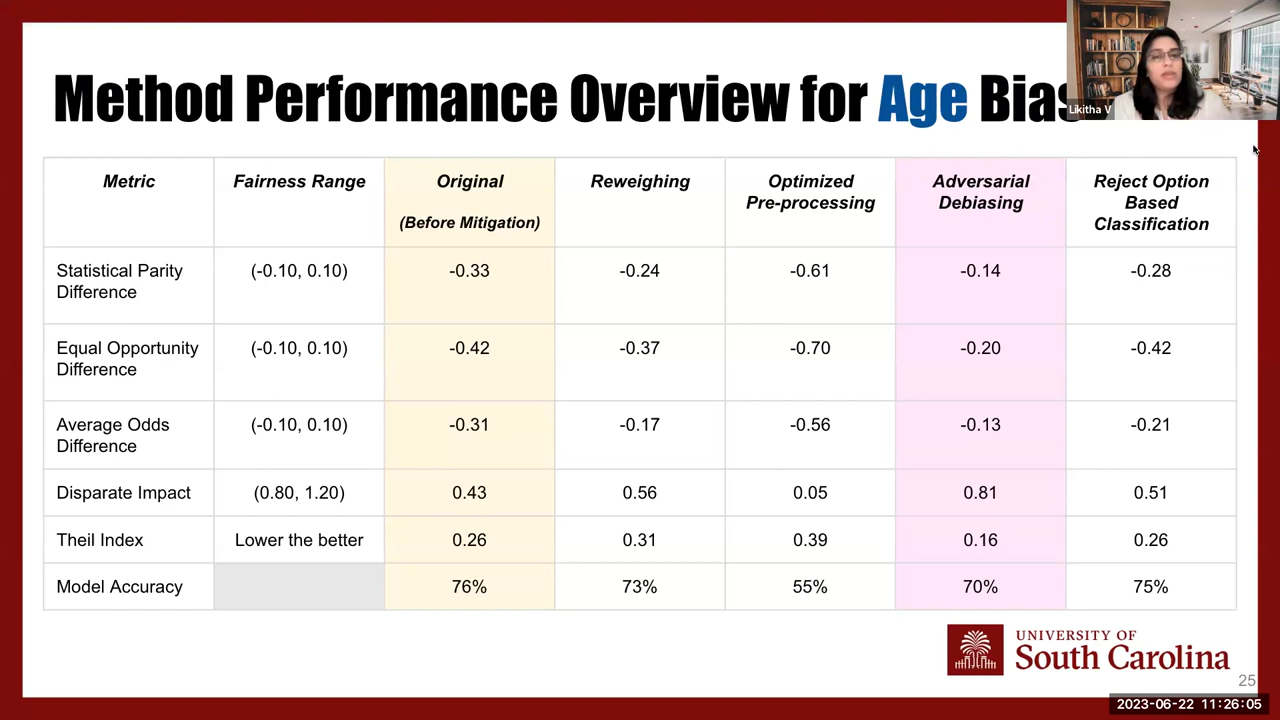 Method Performance Overview for Age Bias
Likitha V
Metric
Fairness Range
Original
(Before Mitigation)
Reweighing
Optimized
Pre-processing
Adversarial
Debiasing
Reject Option
Based
Classification
Statistical Parity
Difference
(-0.10, 0.10)
-0.33
-0.24
-0.61
-0.14
-0.28
Equal Opportunity
Difference
(-0.10, 0.10)
-0.42
-0.37
-0.70
-0.20
-0.42
Average Odds
Difference
(-0.10, 0.10)
-0.31
-0.17
-0.56
-0.13
-0.21
Disparate Impact
(0.80, 1.20)
0.43
0.56
0.05
0.81
0.51
Theil Index
Lower the better
0.26
0.31
0.39
0.16
0.26
Model Accuracy
76%
73%
55%
70%
75%
UNIVERSITY OF
South Carolina
25
2023-06-22 11:26:05